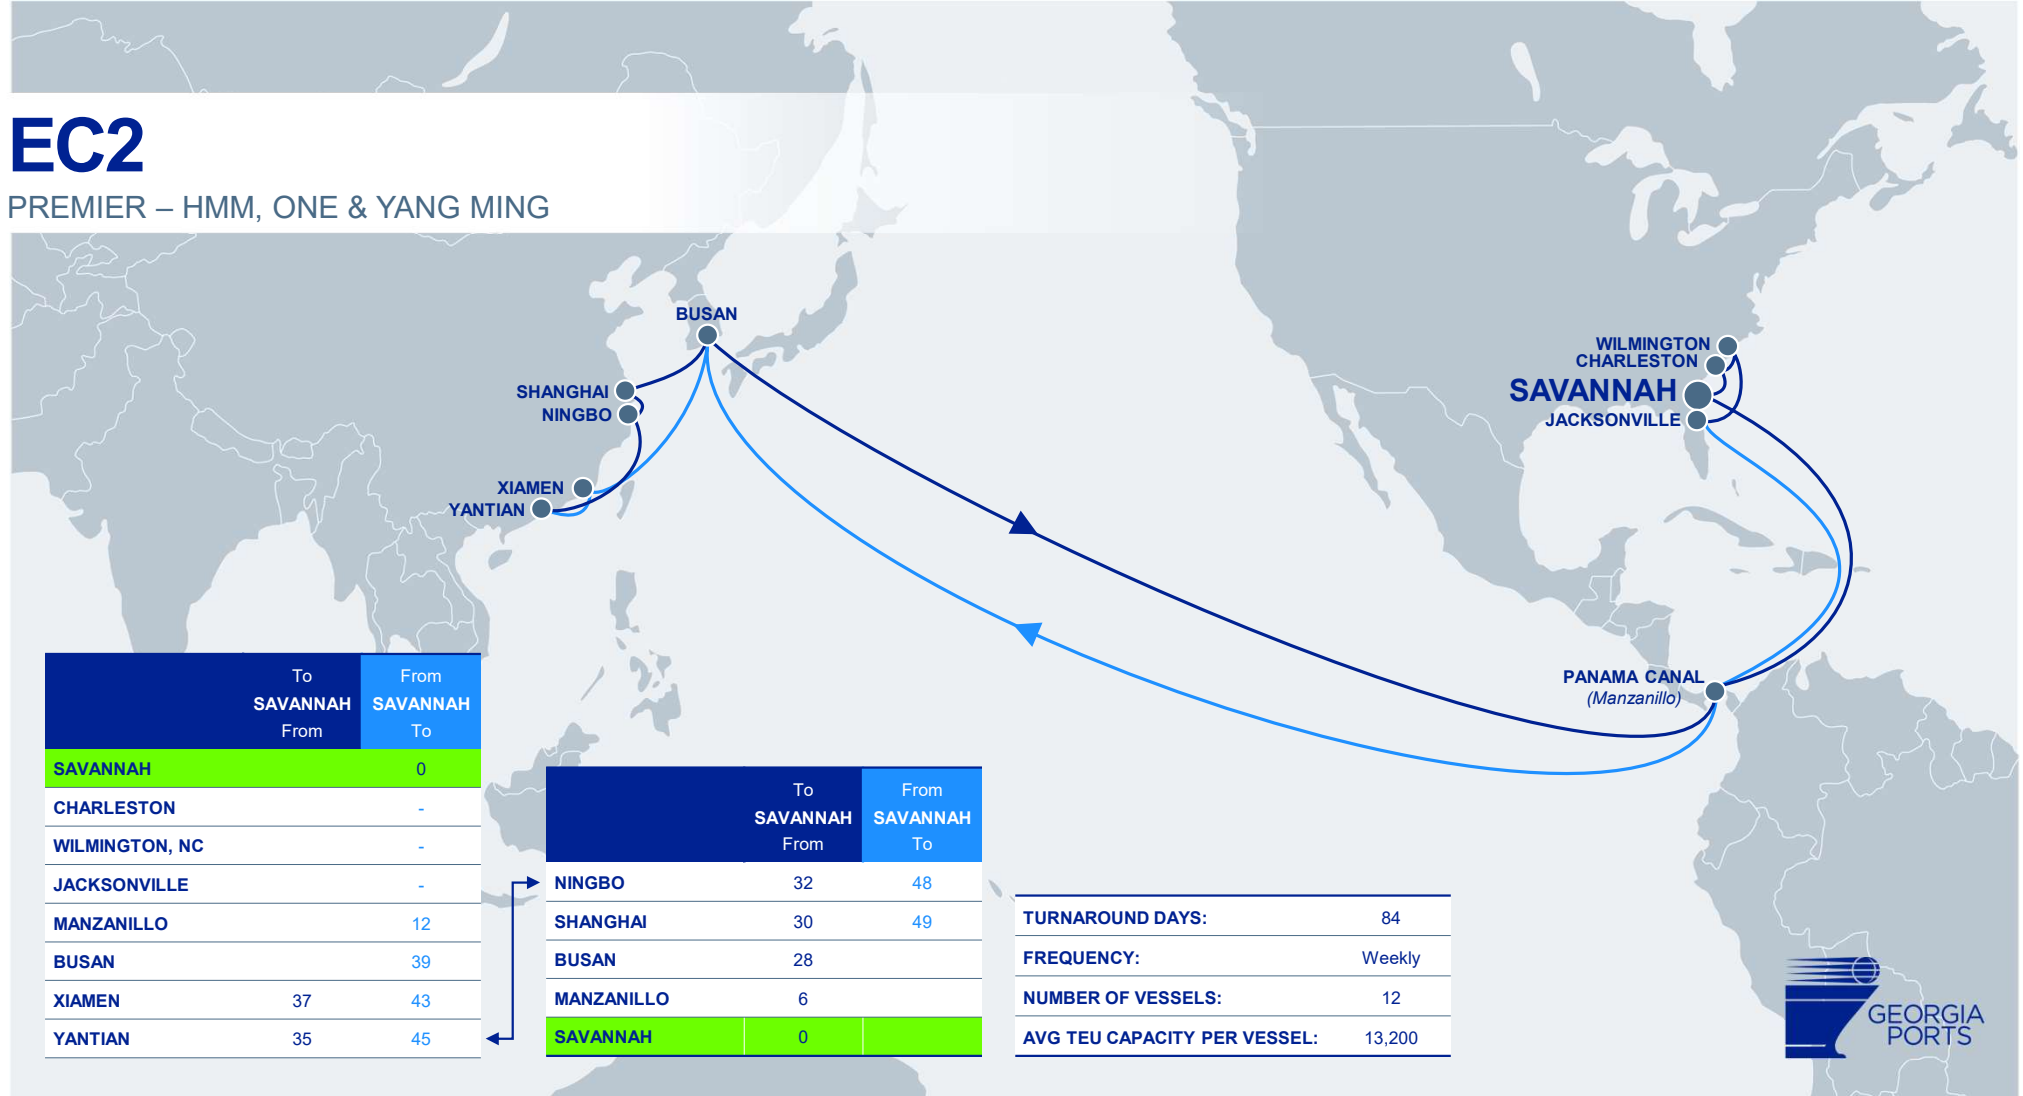 EC2
PREMIER – HMM, ONE & YANG MING
BUSAN
SHANGHAI
NINGBO
XIAMEN
YANTIAN
WILMINGTON
CHARLESTON
SAVANNAH
JACKSONVILLE
PANAMA CANAL
(Manzanillo)
To From
SAVANNAH SAVANNAH
From To
SAVANNAH 0
CHARLESTON -
WILMINGTON, NC -
JACKSONVILLE -
MANZANILLO 12
BUSAN 39
XIAMEN 37 43
YANTIAN 35 45
To From
SAVANNAH SAVANNAH
From To
NINGBO 32 48
SHANGHAI 30 49
BUSAN 28
MANZANILLO 6
SAVANNAH 0
TURNAROUND DAYS: 84
FREQUENCY: Weekly
NUMBER OF VESSELS: 12
AVG TEU CAPACITY PER VESSEL: 13,200
GEORGIA
PORTS